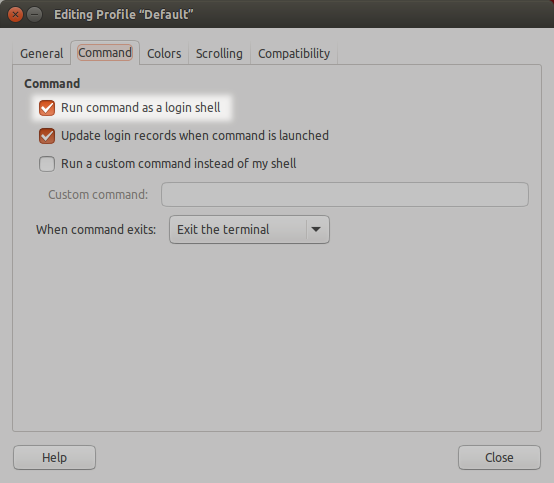 Editing Profile “Default”
General Command Colors Scrolling Compatibility
Command
Run command as a login shell
Update login records when command is launched
Run a custom command instead of my shell
Custom command:
When command exits: Exit the terminal
Help Close